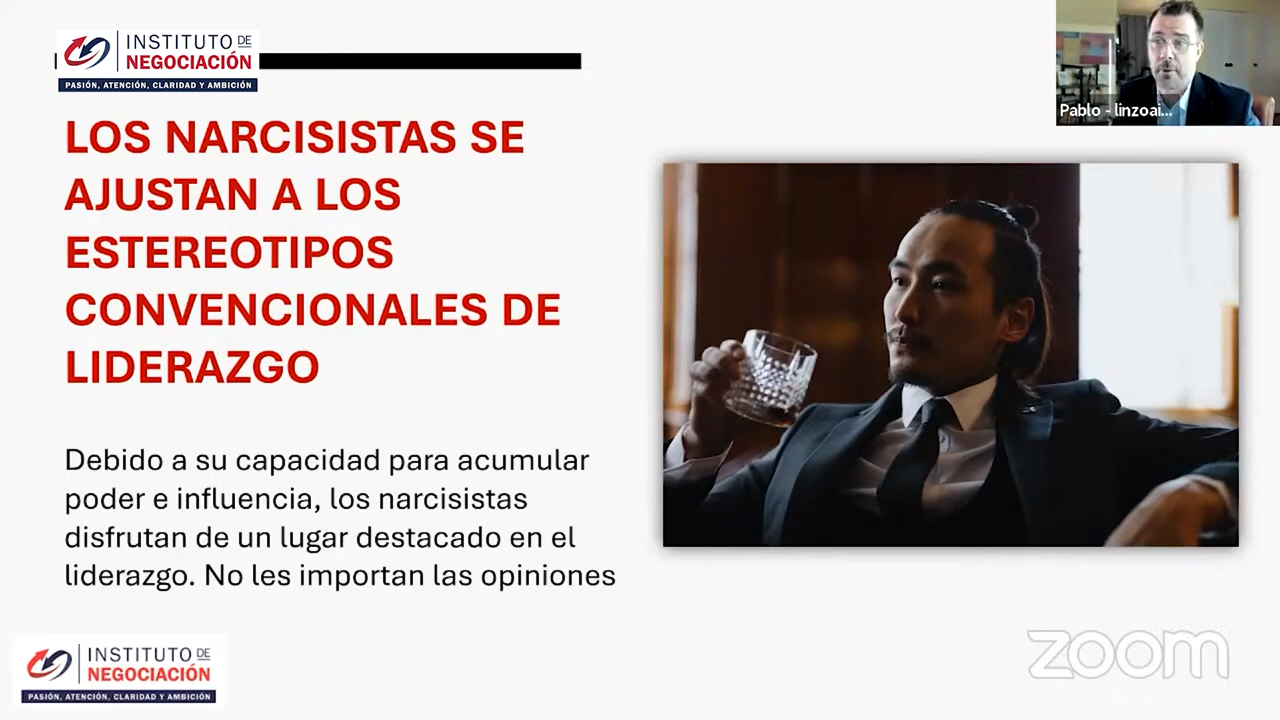 INSTITUTO DE
NEGOCIACIÓN
PASIÓN, ATENCIÓN, CLARIDAD Y AMBICIÓN
LOS NARCISISTAS SE
AJUSTAN A LOS
ESTEREOTIPOS
CONVENCIONALES DE
LIDERAZGO
Debido a su capacidad para acumular
poder e influencia, los narcisistas
disfrutan de un lugar destacado en el
liderazgo. No les importan las opiniones
Pablo - linzoai...
INSTITUTO DE
NEGOCIACIÓN
PASIÓN, ATENCIÓN, CLARIDAD Y AMBICIÓN
zoom